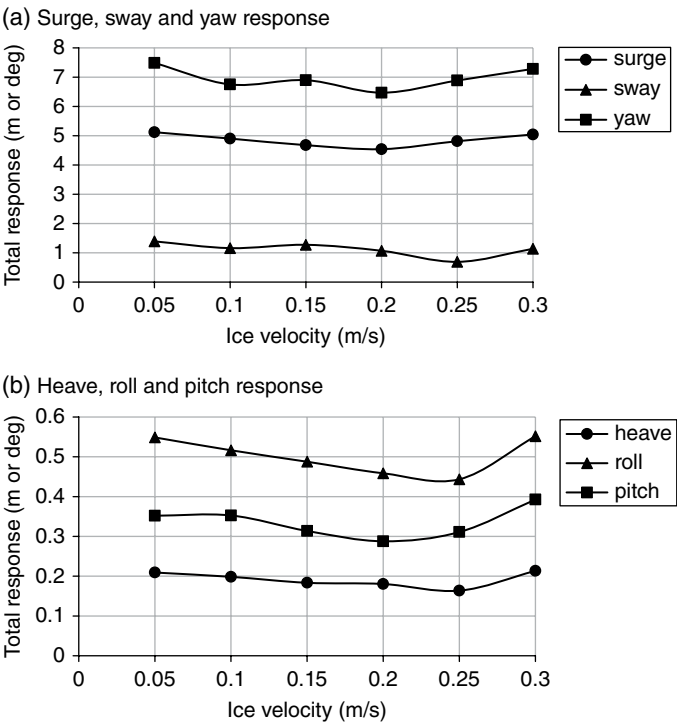 (a) Surge, sway and yaw response
Total response (m or deg)
8
7
6
5
4
3
2
1
0
0 0.05 0.1 0.15 0.2 0.25 0.3
Ice velocity (m/s)
surge
sway
yaw
(b) Heave, roll and pitch response
Total response (m or deg)
0.6
0.5
0.4
0.3
0.2
0.1
0
0 0.05 0.1 0.15 0.2 0.25 0.3
Ice velocity (m/s)
heave
roll
pitch